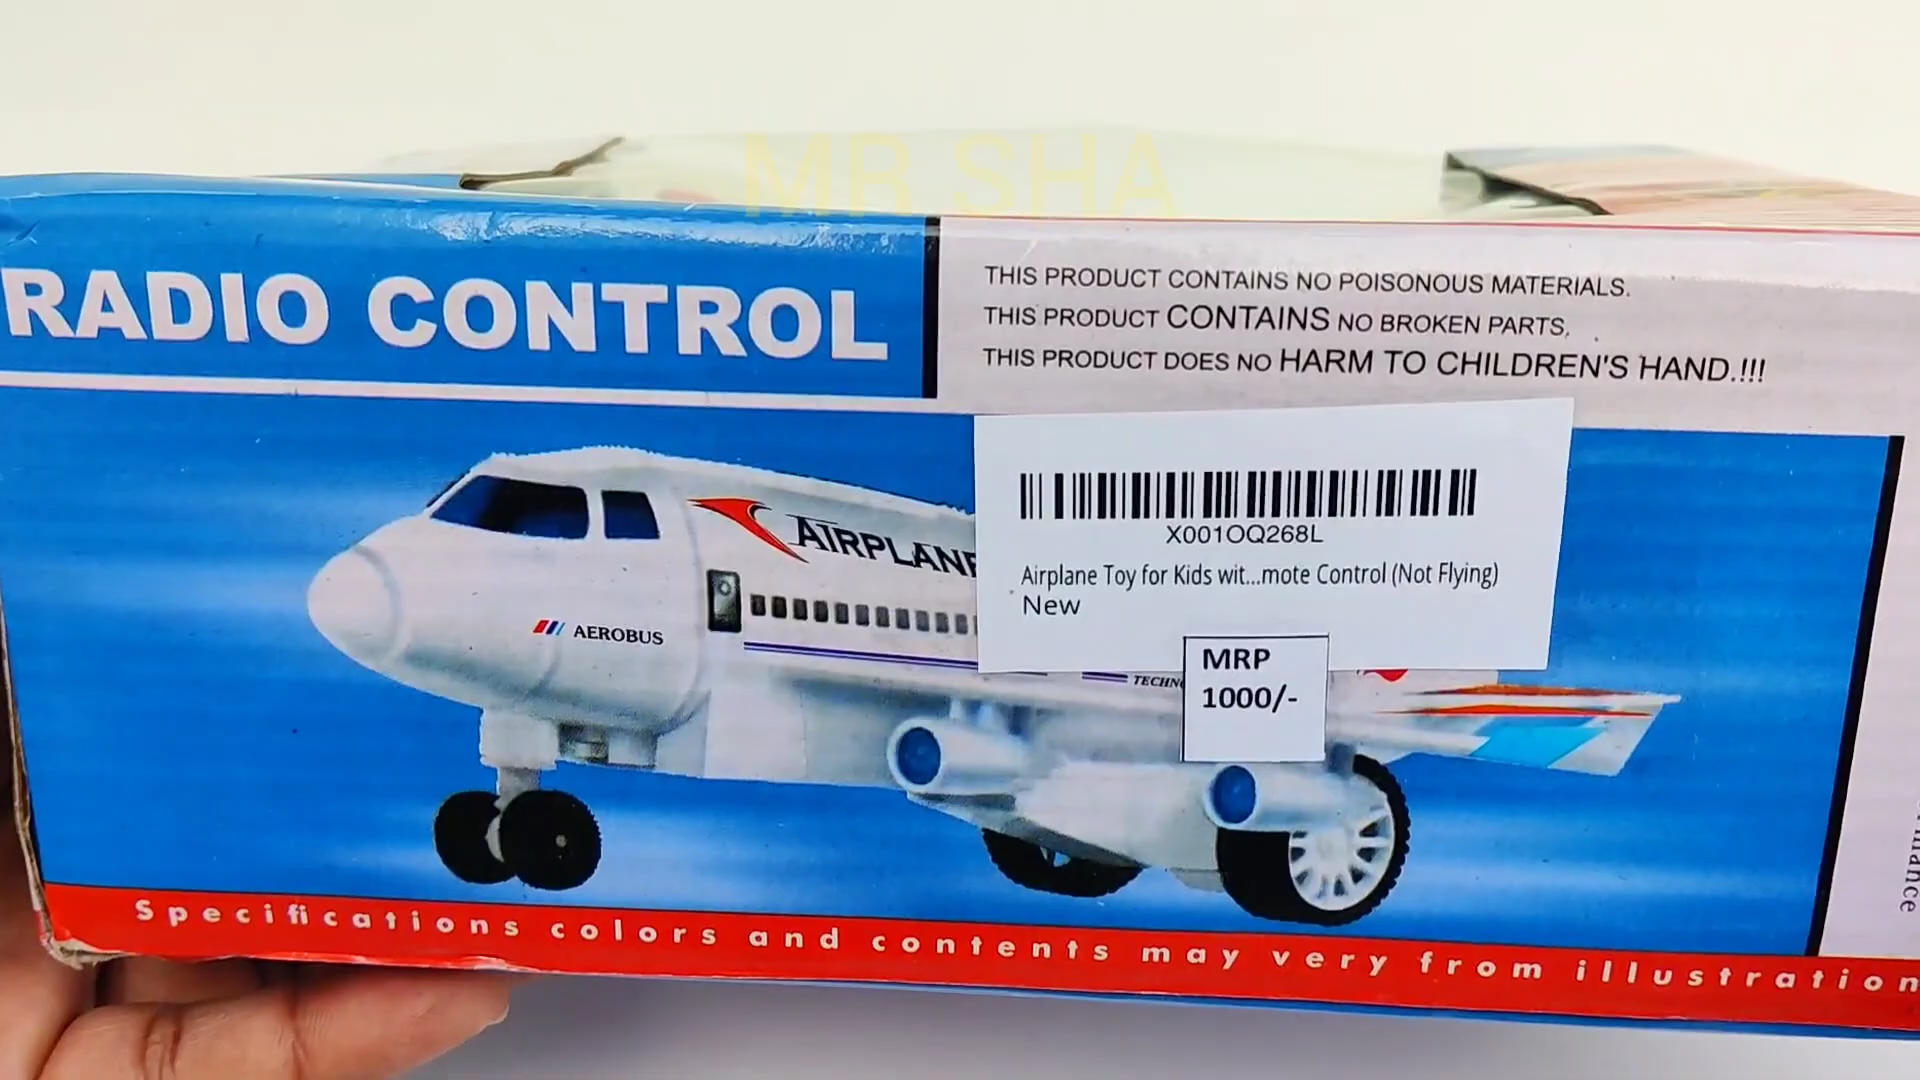 MR SHA
RADIO CONTROL
THIS PRODUCT CONTAINS NO POISONOUS MATERIALS.
THIS PRODUCT CONTAINS NO BROKEN PARTS,
THIS PRODUCT DOES NO HARM TO CHILDREN'S HAND.!!!
X001OQ268L
Airplane Toy for Kids wit...mote Control (Not Flying)
New
MRP
1000/-
AIRPLANE
AEROBUS
TECHN
Specifications colors and contents may very from illustration